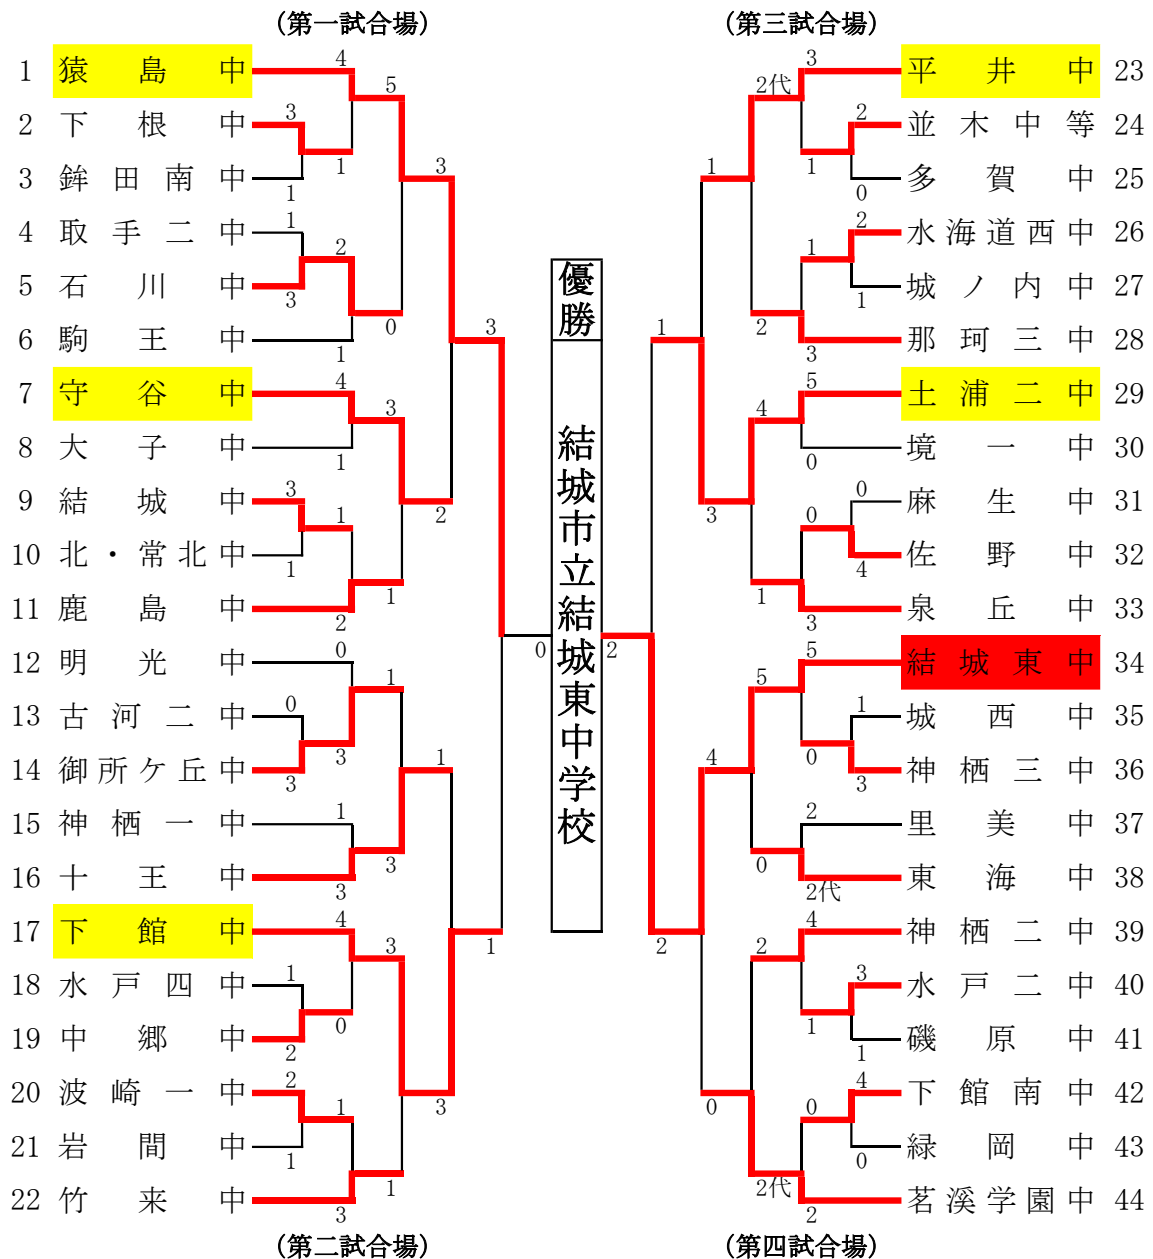 (第一試合場)
(第三試合場)
1 猿島中 4
2 下根中 3
3 鉾田南中 1
1
5
4 取手二中 1
5 石川中 3
2
6 駒王中 1
0
3
7 守谷中 4
8 大子中 1
3
9 結城中 3
10 北・常北中 1
1
11 鹿島中 2
1
2
3
12 明光中 0
13 古河二中 0
14 御所ケ丘中 3
3
1
15 神栖一中 1
16 十王中 3
3
1
17 下館中 4
18 水戸四中 1
19 中郷中 2
0
3
20 波崎一中 2
21 岩間中 1
1
22 竹来中 3
1
3
1
0
優勝
結城市立結城東中学校
2
3 平井中 23
2 並木中等 24
0 多賀中 25
1
2代
2 水海道西中 26
1 城ノ内中 27
1
3 那珂三中 28
2
1
5 土浦二中 29
0 境一中 30
4
0 麻生中 31
4 佐野中 32
0
3 泉丘中 33
1
3
1
5 結城東中 34
1 城西中 35
3 神栖三中 36
0
5
2 里美中 37
2代 東海中 38
0
4
4 神栖二中 39
3 水戸二中 40
1 磯原中 41
1
2
4 下館南中 42
0 緑岡中 43
0
2 茗溪学園中 44
2代
0
2
(第二試合場)
(第四試合場)